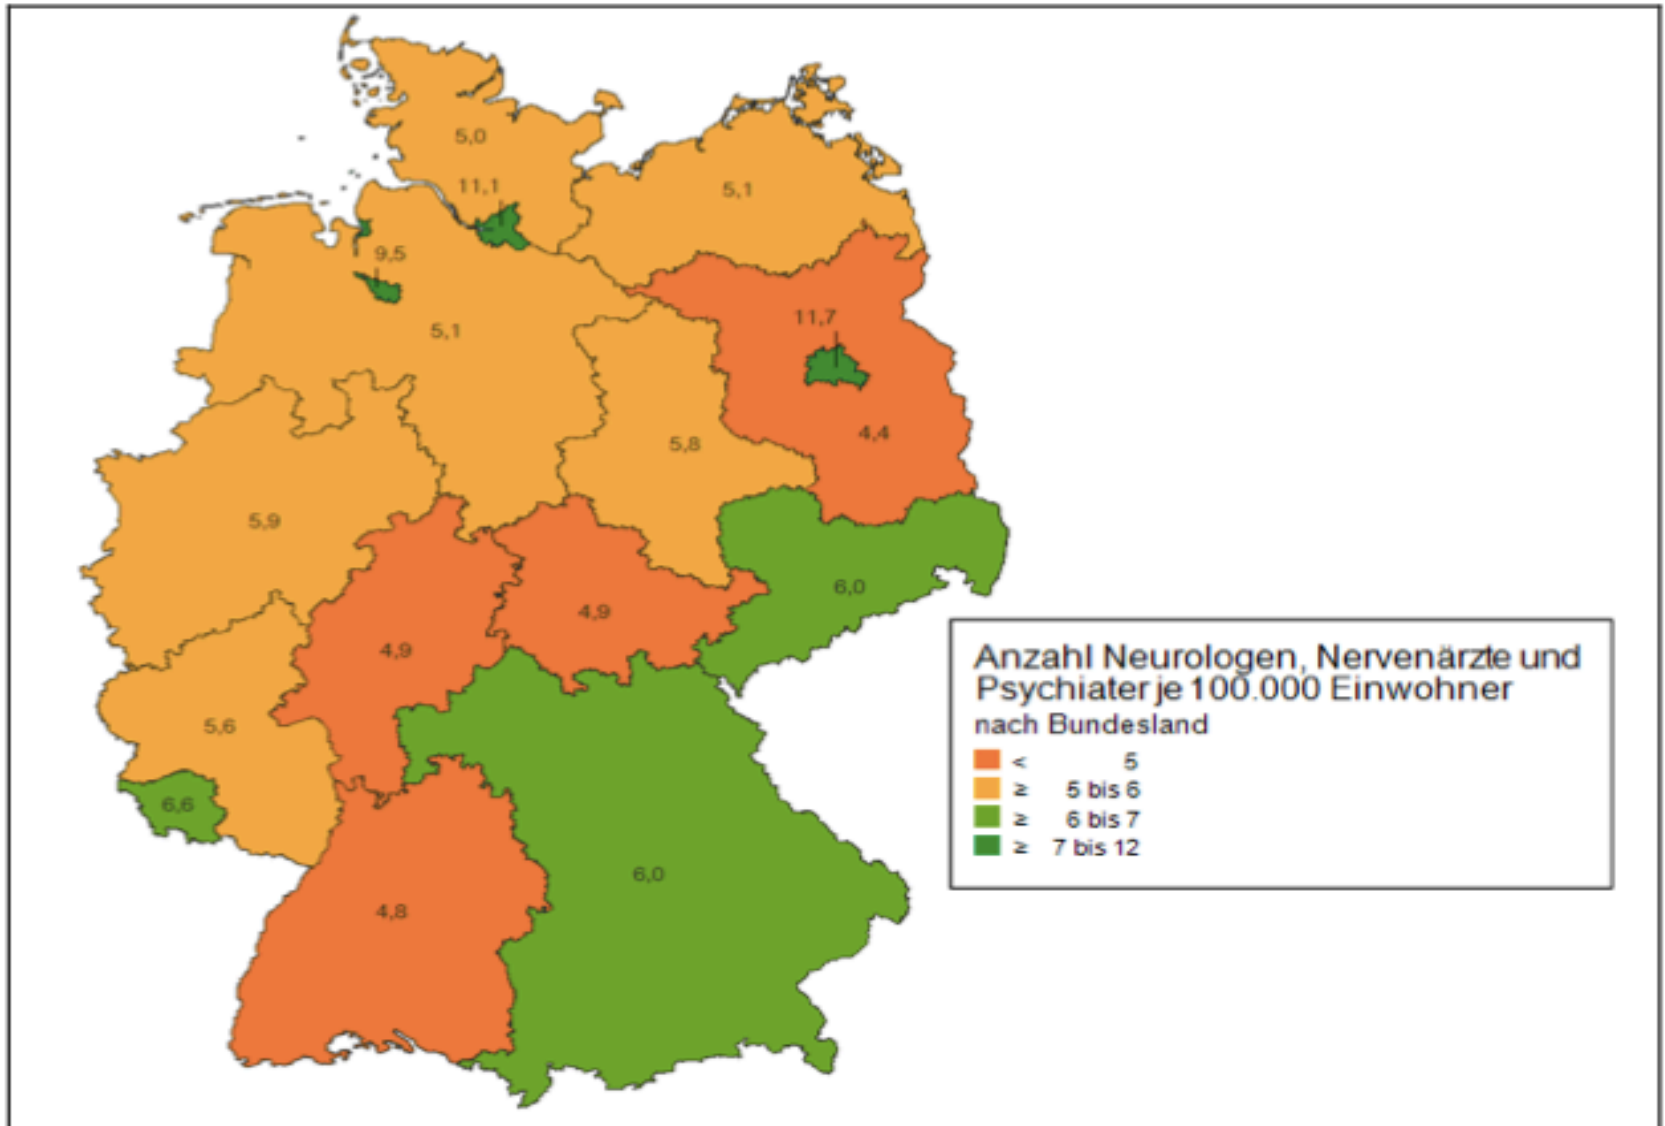 5,0
11,1
5,1
9,5
5,1
11,7
4,4
5,8
5,9
6,0
4,9
4,9
5,6
6,6
6,0
4,8
Anzahl Neurologen, Nervenärzte und
Psychiater je 100.000 Einwohner
nach Bundesland
< 5
≥ 5 bis 6
≥ 6 bis 7
≥ 7 bis 12